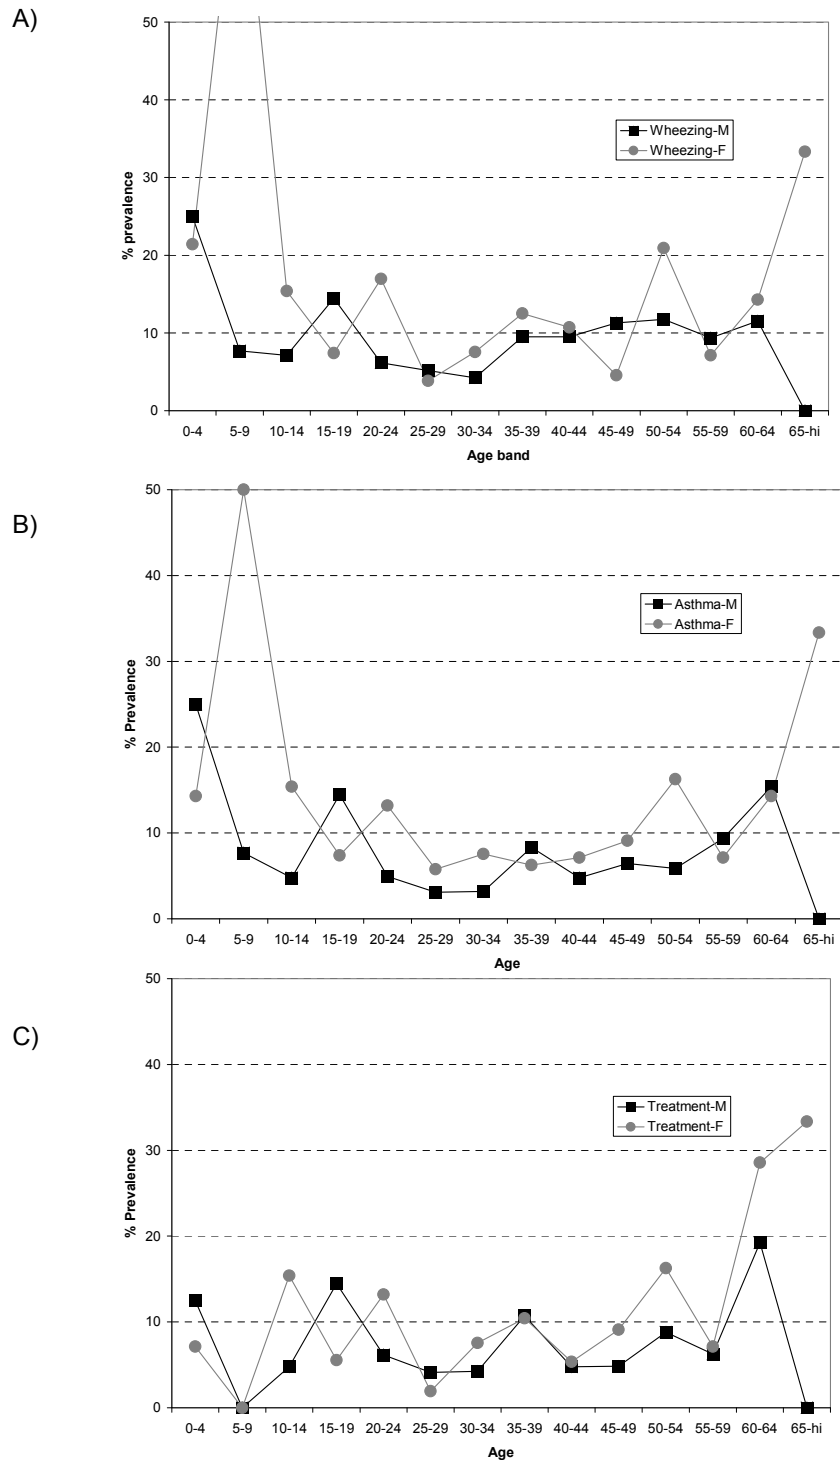 A)
50
40
30
20
10
0
% prevalence
Wheezing-M
Wheezing-F
0-4 5-9 10-14 15-19 20-24 25-29 30-34 35-39 40-44 45-49 50-54 55-59 60-64 65-hi
Age band
B)
50
40
30
20
10
0
% Prevalence
Asthma-M
Asthma-F
0-4 5-9 10-14 15-19 20-24 25-29 30-34 35-39 40-44 45-49 50-54 55-59 60-64 65-hi
Age
C)
50
40
30
20
10
0
% Prevalence
Treatment-M
Treatment-F
0-4 5-9 10-14 15-19 20-24 25-29 30-34 35-39 40-44 45-49 50-54 55-59 60-64 65-hi
Age